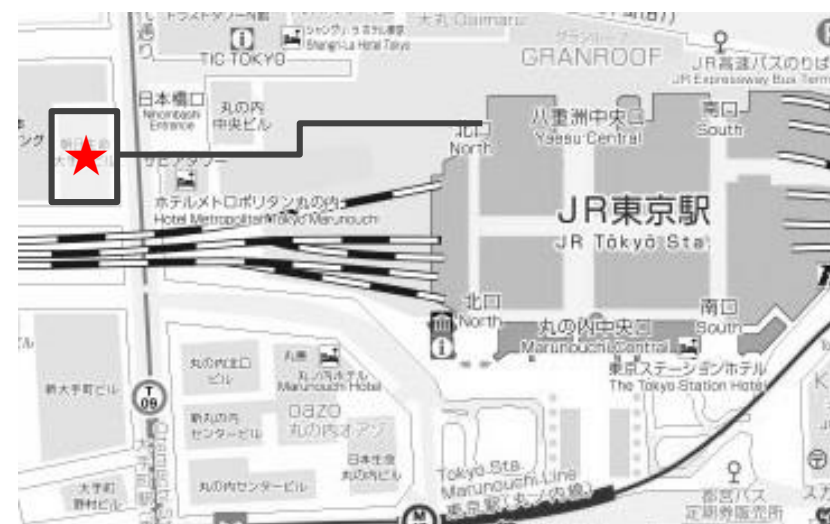 トラストタワーN館
シャングリ・ラ ホテル東京
Shangri-La Hotel Tokyo
大丸 Daimaru
グランルーフ
GRANROOF
TIC TOKYO
JR高速バスのりば
JR Expressway Bus Term
日本橋口
Nihombashi
Entrance
丸の内
中央ビル
北口
North
八重洲中央口
Yaesu Central
南口
South
サピアタワー
ホテルメトロポリタン丸の内
Hotel Metropolitan Tokyo Marunouchi
JR東京駅
JR Tōkyō Sta.
北口
North
丸の内中央口
Marunouchi Central
南口
South
東京ステーションホテル
The Tokyo Station Hotel
新大手町ビル
T
09
丸の内北口
ビル
丸ノ内ホテル
Marunouchi Hotel
新丸の内
センタービル
oazo
丸の内オアゾ
日本生命
丸の内ビル
大手町
野村ビル
丸の内センタービル
Tokyo Sta.
Marunouchi Line
東京駅(丸ノ内線)
都営バス
定期券販売所